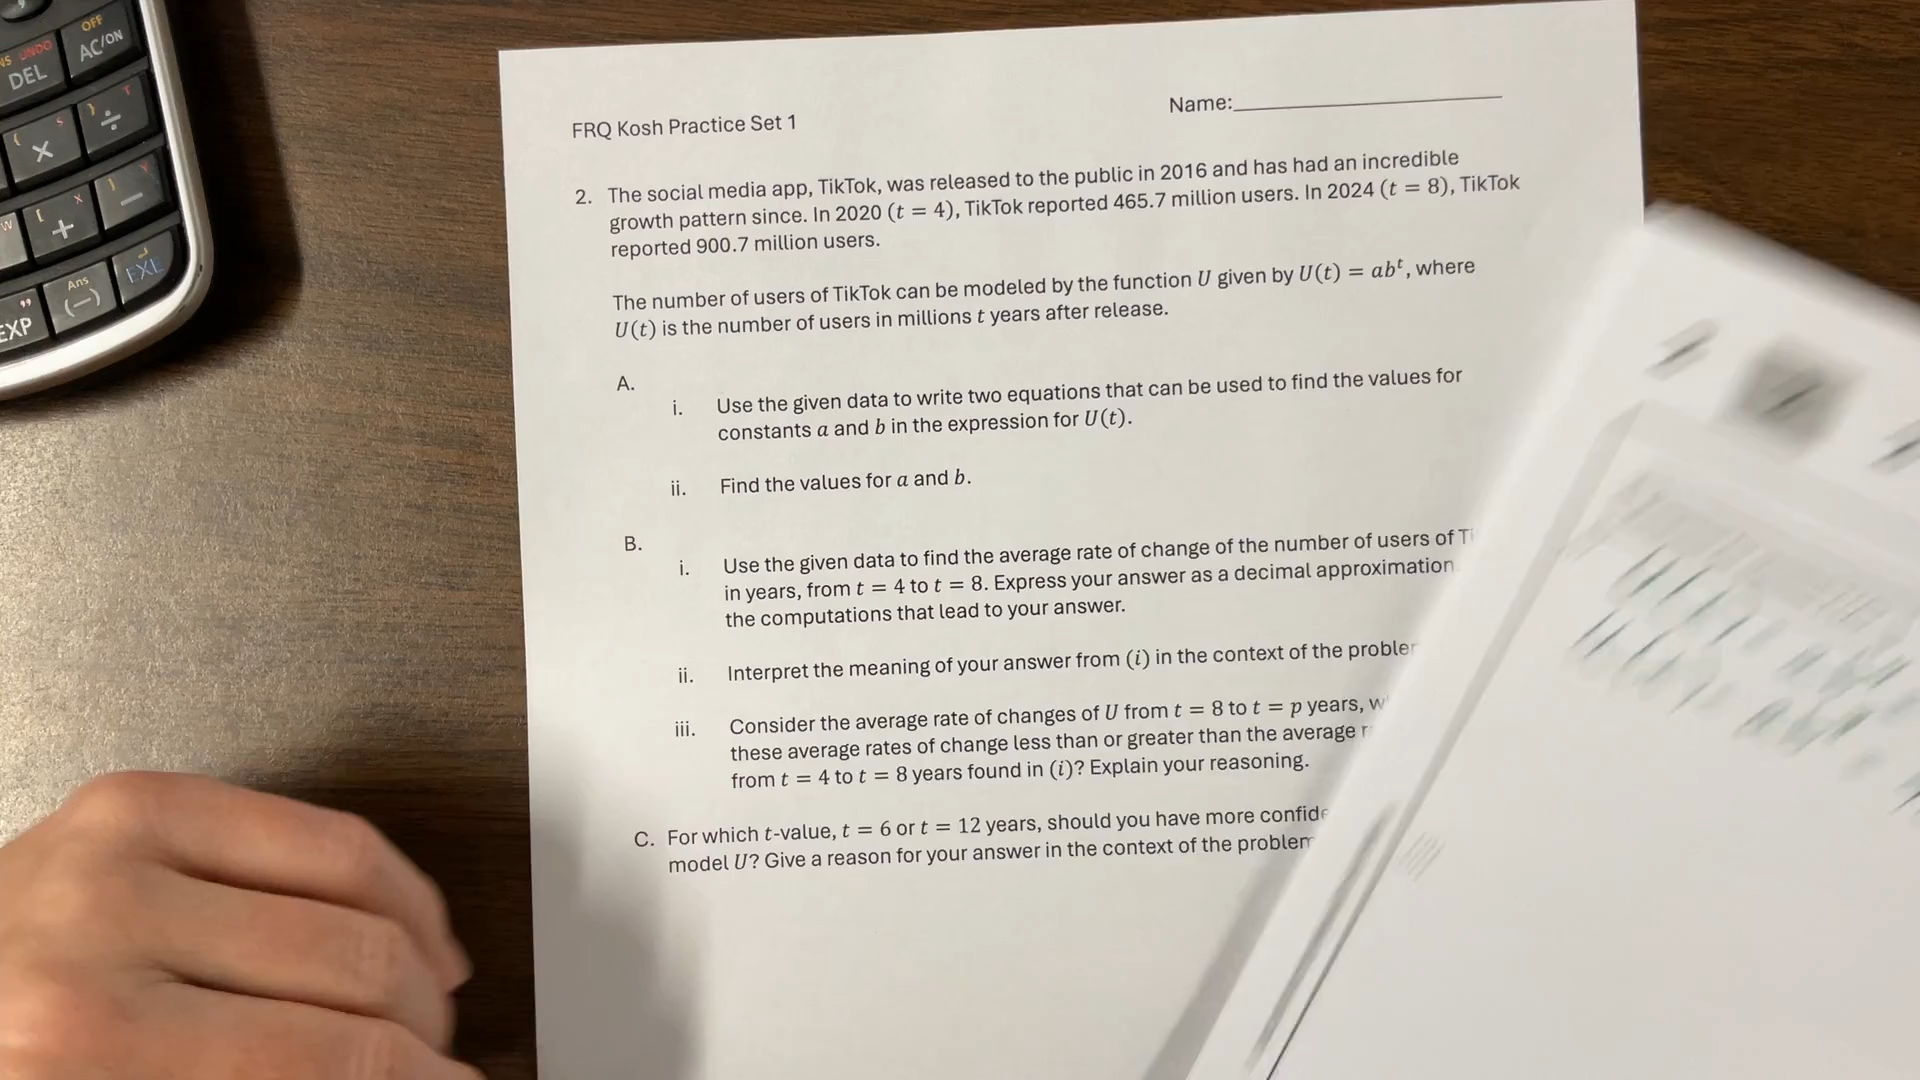 OFF
AC/ON
UNDO
DEL
÷
×
+
−
Ans
(−)
EXE
EXP
Name:
FRQ Kosh Practice Set 1
2. The social media app, TikTok, was released to the public in 2016 and has had an incredible
growth pattern since. In 2020 (t = 4), TikTok reported 465.7 million users. In 2024 (t = 8), TikTok
reported 900.7 million users.
The number of users of TikTok can be modeled by the function U given by U(t) = abᵗ, where
U(t) is the number of users in millions t years after release.
A.
i. Use the given data to write two equations that can be used to find the values for
constants a and b in the expression for U(t).
ii. Find the values for a and b.
B.
i. Use the given data to find the average rate of change of the number of users of
in years, from t = 4 to t = 8. Express your answer as a decimal approximation
the computations that lead to your answer.
ii. Interpret the meaning of your answer from (i) in the context of the
iii. Consider the average rate of changes of U from t = 8 to t = p years,
these average rates of change less than or greater than the average
from t = 4 to t = 8 years found in (i)? Explain your reasoning.
C. For which t-value, t = 6 or t = 12 years, should you have more
model U? Give a reason for your answer in the context of the problem